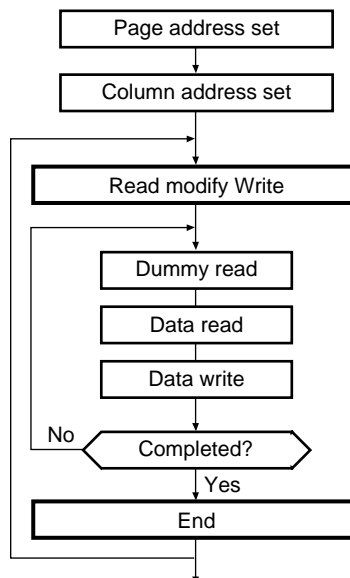 Page address set
Column address set
Read modify Write
Dummy read
Data read
Data write
No
Completed?
Yes
End